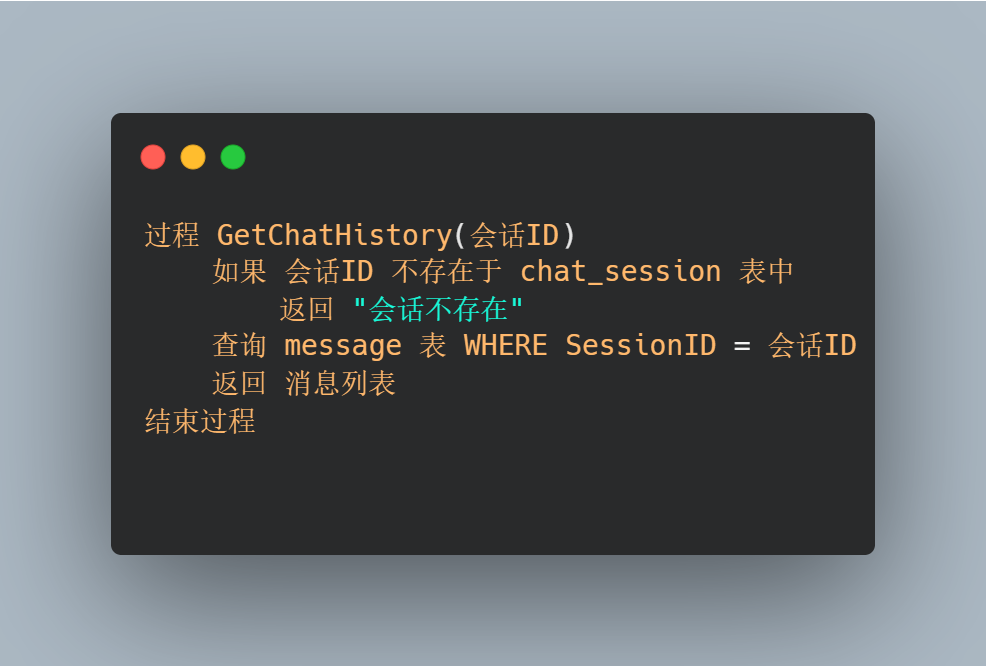 过程 GetChatHistory(会话ID)
如果 会话ID 不存在于 chat_session 表中
返回 "会话不存在"
查询 message 表 WHERE SessionID = 会话ID
返回 消息列表
结束过程